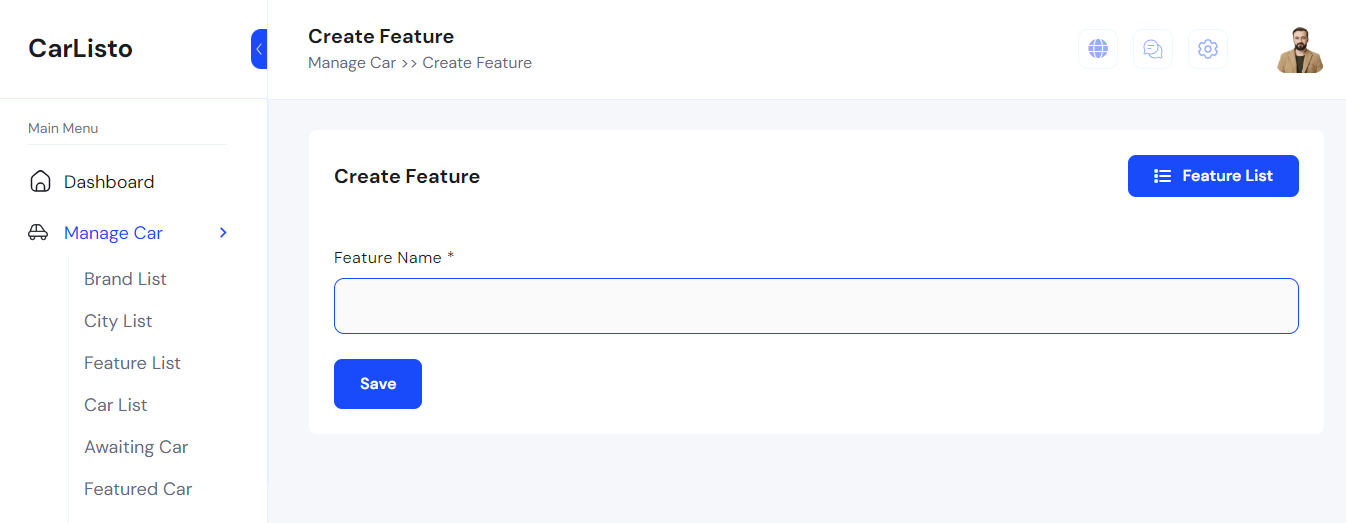 CarListo
Create Feature
Manage Car >> Create Feature
Main Menu
Dashboard
Manage Car
Brand List
City List
Feature List
Car List
Awaiting Car
Featured Car
Create Feature
Feature List
Feature Name *
Save